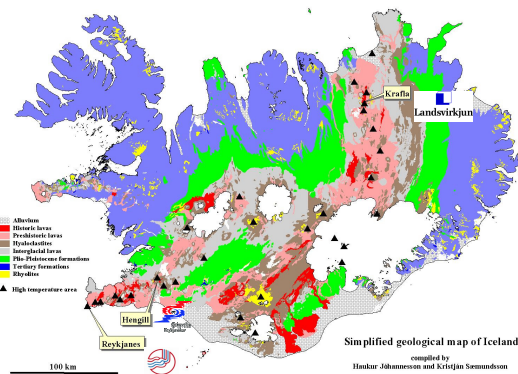 Krafla
Landsvirkjun
Alluvium
Historic lavas
Prehistoric lavas
Hyaloclastites
Interglacial lavas
Plio-Pleistocene formations
Tertiary formations
Rhyolites
High temperature area
Hengill
Reykjanes
100 km
Simplified geological map of Iceland
compiled by
Haukur Jóhannesson and Kristján Sæmundsson